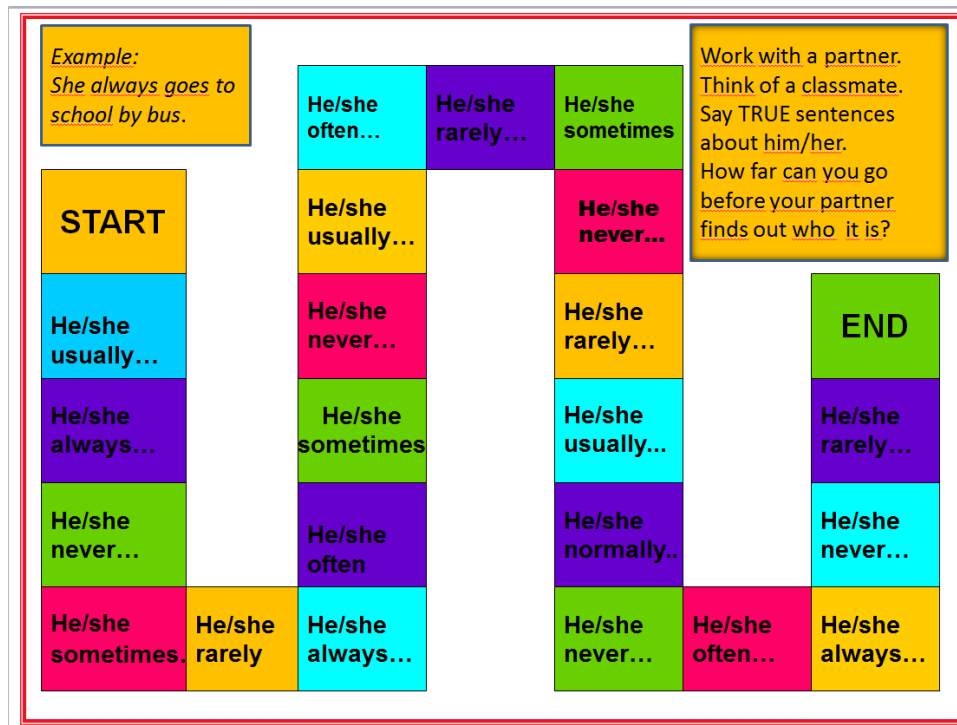 Example:
She always goes to
school by bus.
Work with a partner.
Think of a classmate.
Say TRUE sentences
about him/her.
How far can you go
before your partner
finds out who it is?
START
He/she
usually…
He/she
always…
He/she
never…
He/she
sometimes.
He/she
rarely
He/she
always…
He/she
often
He/she
sometimes
He/she
never…
He/she
usually…
He/she
often…
He/she
rarely…
He/she
sometimes
He/she
never…
He/she
rarely…
He/she
usually...
He/she
normally..
He/she
never…
He/she
often…
He/she
always…
He/she
never…
He/she
rarely…
END